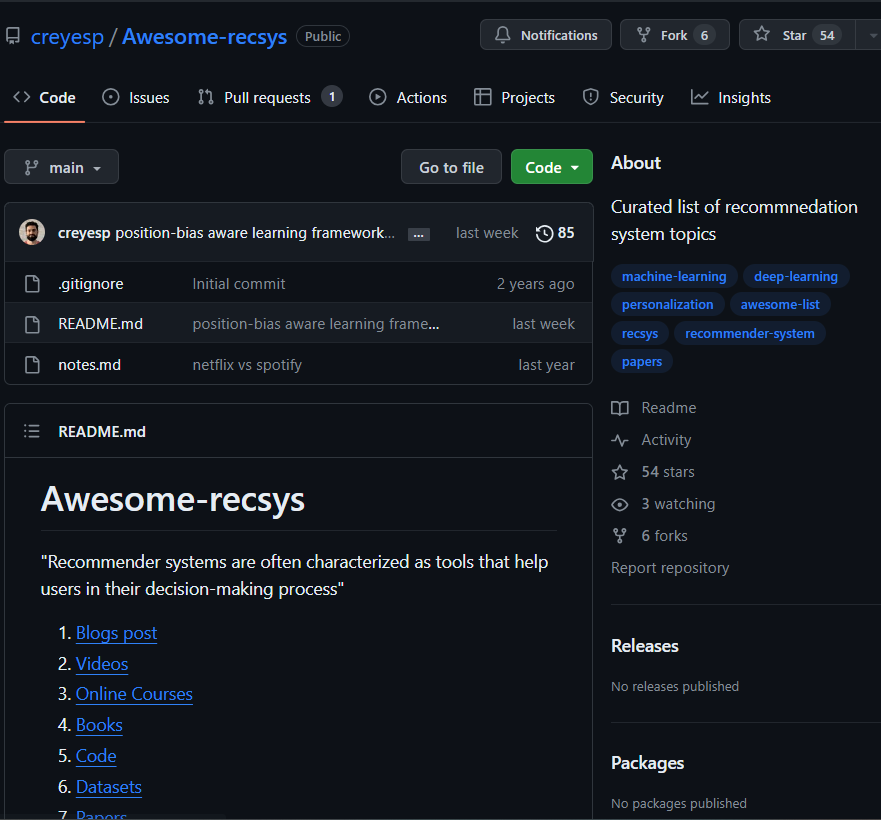 creyesp / Awesome-recsys Public
Notifications Fork 6 Star 54
Code Issues Pull requests 1 Actions Projects Security Insights
main Go to file Code
creyesp position-bias aware learning framework... ... last week 85
.gitignore Initial commit 2 years ago
README.md position-bias aware learning frame... last week
notes.md netflix vs spotify last year
README.md
Awesome-recsys
"Recommender systems are often characterized as tools that help
users in their decision-making process"
1. Blogs post
2. Videos
3. Online Courses
4. Books
5. Code
6. Datasets
7. Papers
About
Curated list of recommnedation
system topics
machine-learning deep-learning
personalization awesome-list
recsys recommender-system
papers
Readme
Activity
54 stars
3 watching
6 forks
Report repository
Releases
No releases published
Packages
No packages published